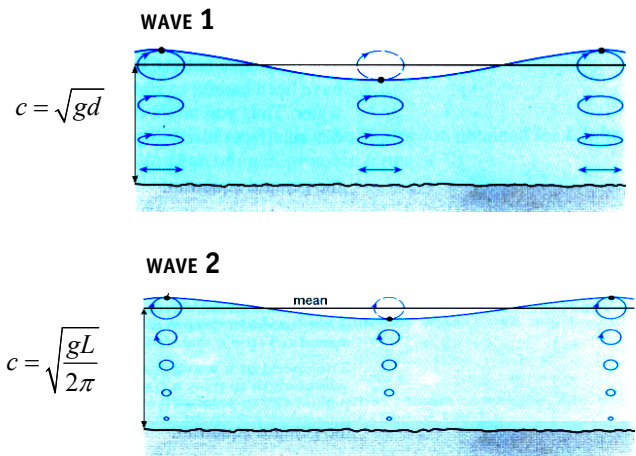 WAVE 1
c = √gd
WAVE 2
mean
c = √gL/2π